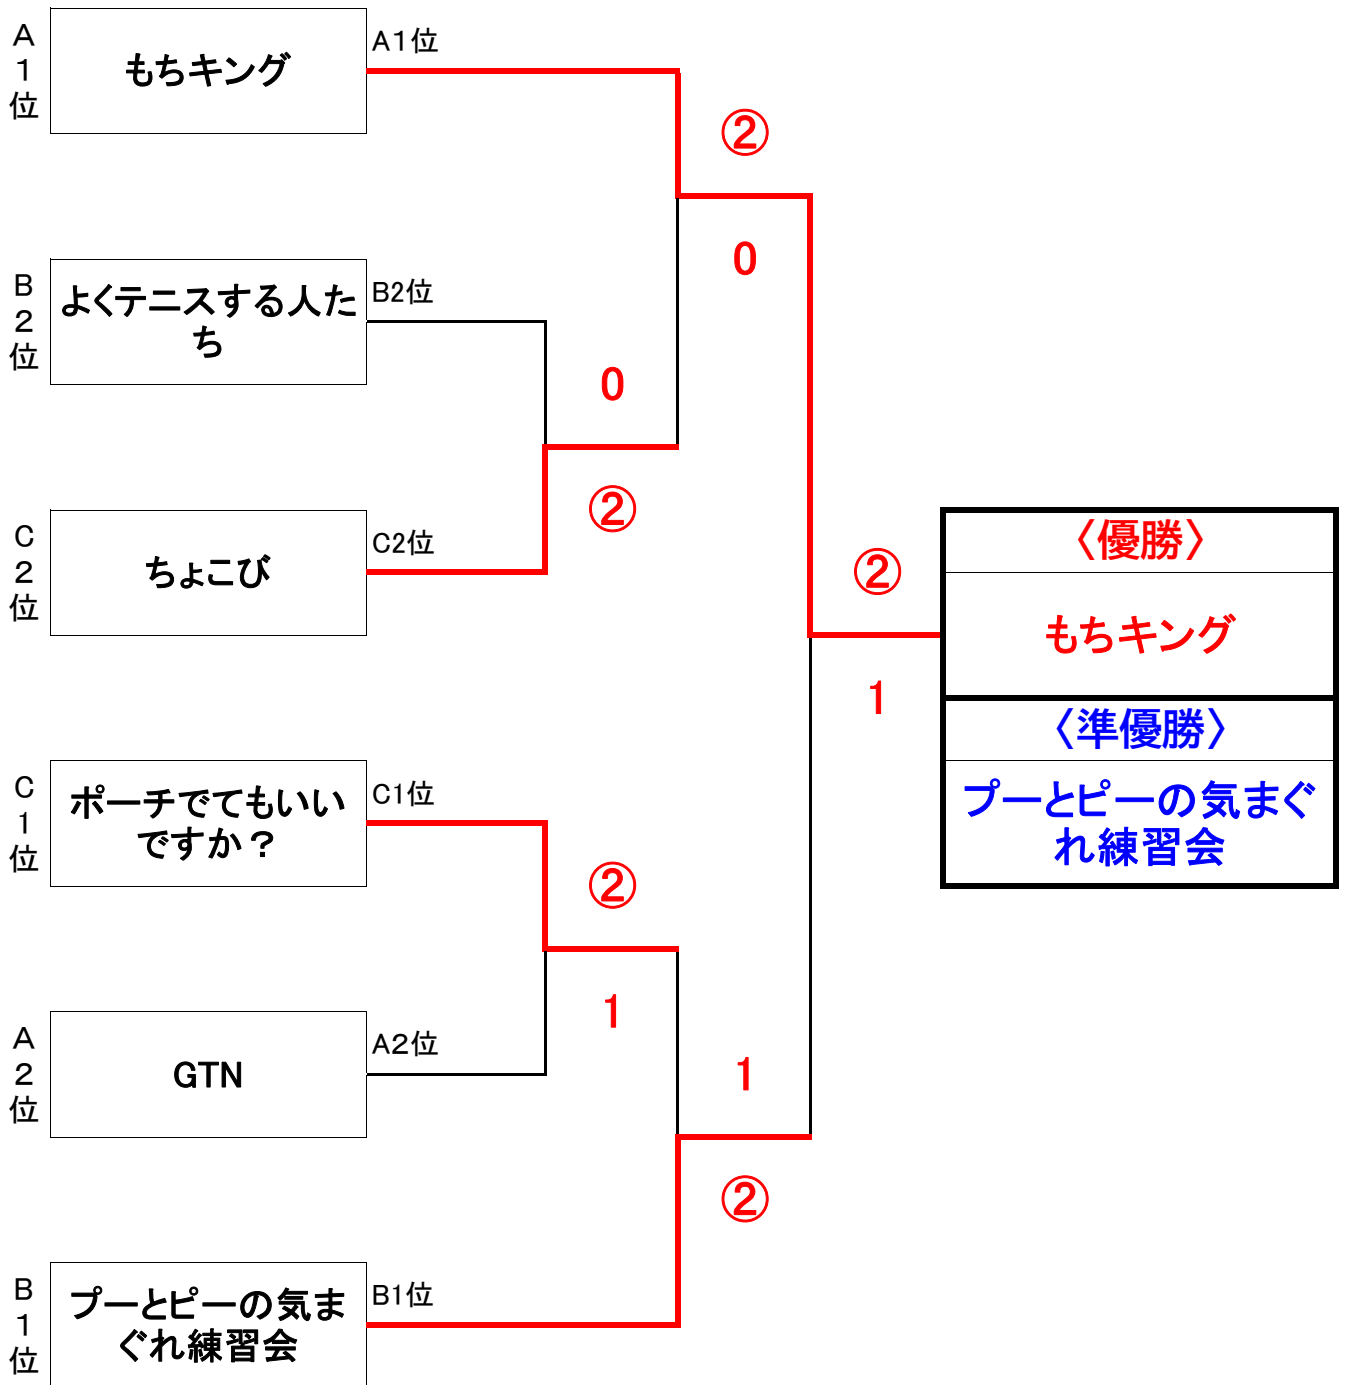 A
1
位
もちキング
A1位
②
0
B
2
位
よくテニスする人た
ち
B2位
0
②
C
2
位
ちょこび
C2位
②
1
〈優勝〉
もちキング
〈準優勝〉
プーとピーの気まぐ
れ練習会
C
1
位
ポーチでてもいい
ですか？
C1位
②
1
A
2
位
GTN
A2位
1
②
B
1
位
プーとピーの気ま
ぐれ練習会
B1位